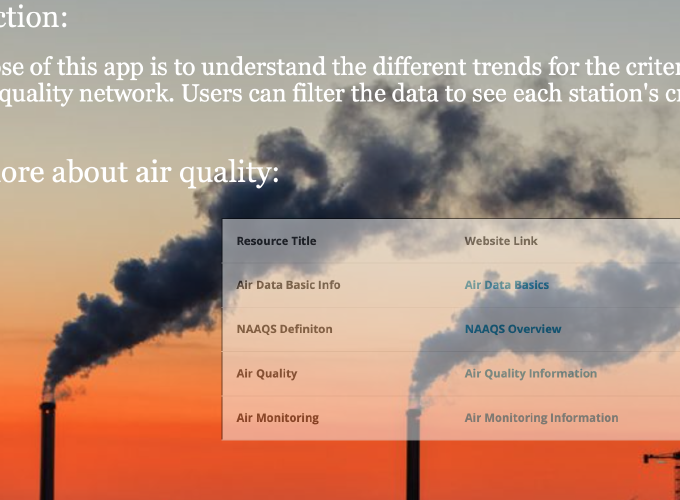 ction:
ose of this app is to understand the different trends for the criter
quality network. Users can filter the data to see each station's cr
ore about air quality:
Resource Title Website Link
Air Data Basic Info Air Data Basics
NAAQS Definiton NAAQS Overview
Air Quality Air Quality Information
Air Monitoring Air Monitoring Information